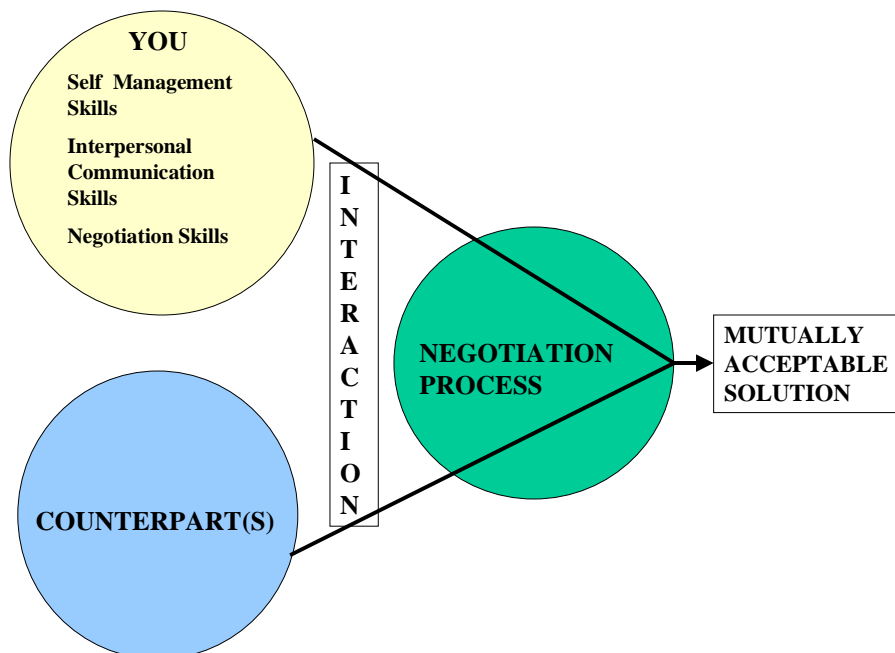 YOU
Self Management
Skills
Interpersonal
Communication
Skills
Negotiation Skills
I
N
T
E
R
A
C
T
I
O
N
NEGOTIATION
PROCESS
MUTUALLY
ACCEPTABLE
SOLUTION
COUNTERPART(S)